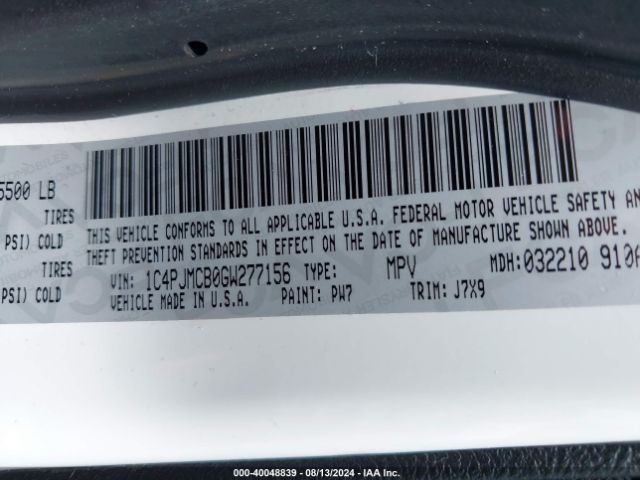 5500 LB
TIRES
PSI) COLD
TIRES
PSI) COLD
THIS VEHICLE CONFORMS TO ALL APPLICABLE U.S.A. FEDERAL MOTOR VEHICLE SAFETY AN
THEFT PREVENTION STANDARDS IN EFFECT ON THE DATE OF MANUFACTURE SHOWN ABOVE.
VIN: 1C4PJMCB0GW277156 TYPE: MPV MDH: 032210 910A
VEHICLE MADE IN U.S.A. PAINT: PW7 TRIM: J7X9
000-40048839 - 08/13/2024 - IAA Inc.